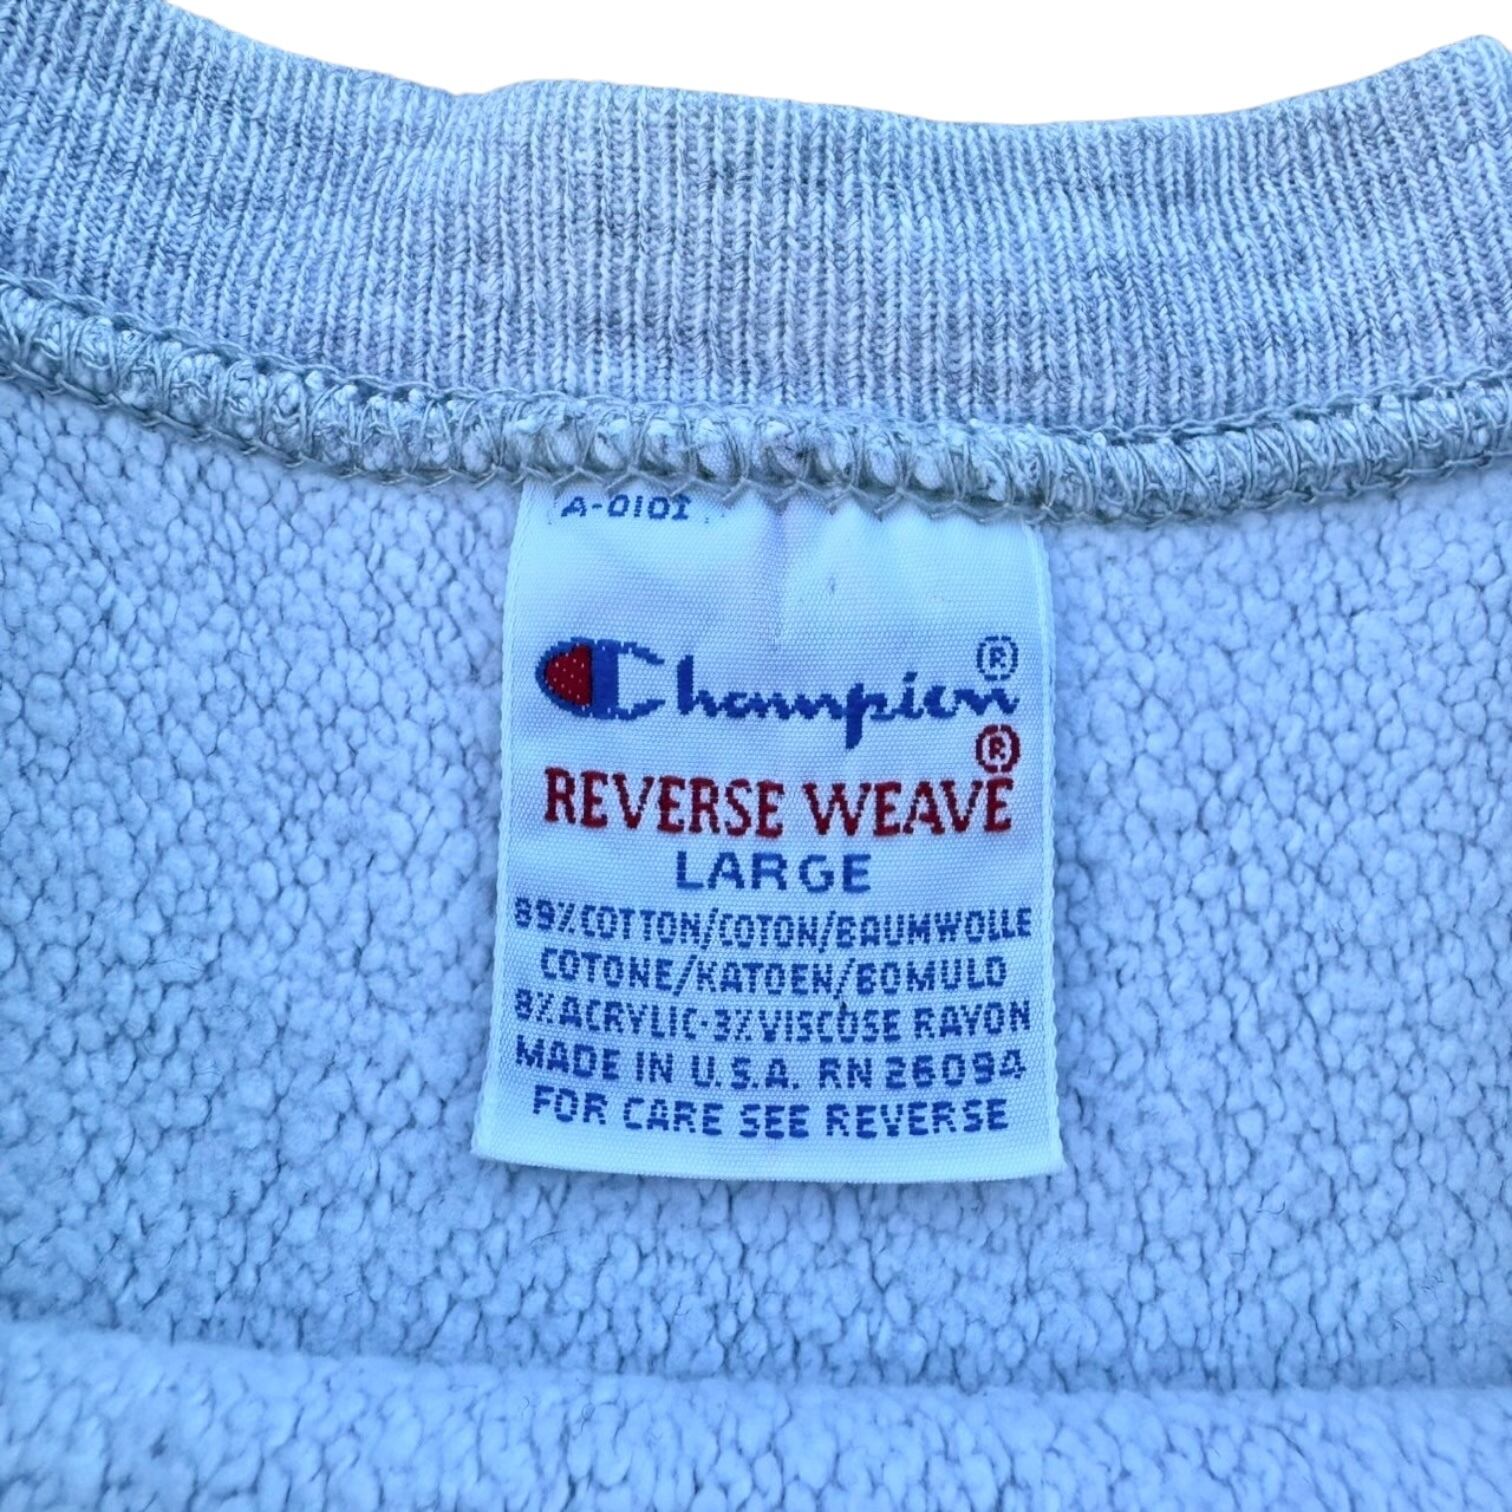 A-0101
Champion®
REVERSE WEAVE®
LARGE
89% COTTON/COTON/BAUMWOLLE
COTONE/KATOEN/BOMULD
8% ACRYLIC·3% VISCOSE RAYON
MADE IN U.S.A. RN 26094
FOR CARE SEE REVERSE